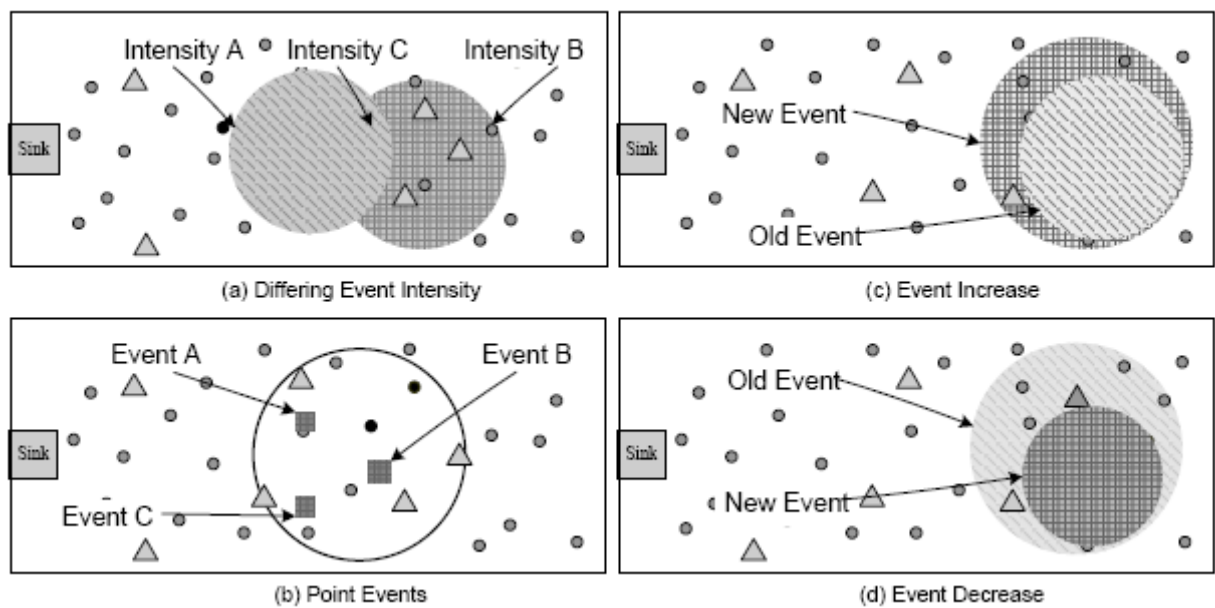 Intensity A
Intensity C
Intensity B
Sink
(a) Differing Event Intensity
New Event
Sink
Old Event
(c) Event Increase
Event A
Event B
Sink
Event C
(b) Point Events
Old Event
Sink
New Event
(d) Event Decrease